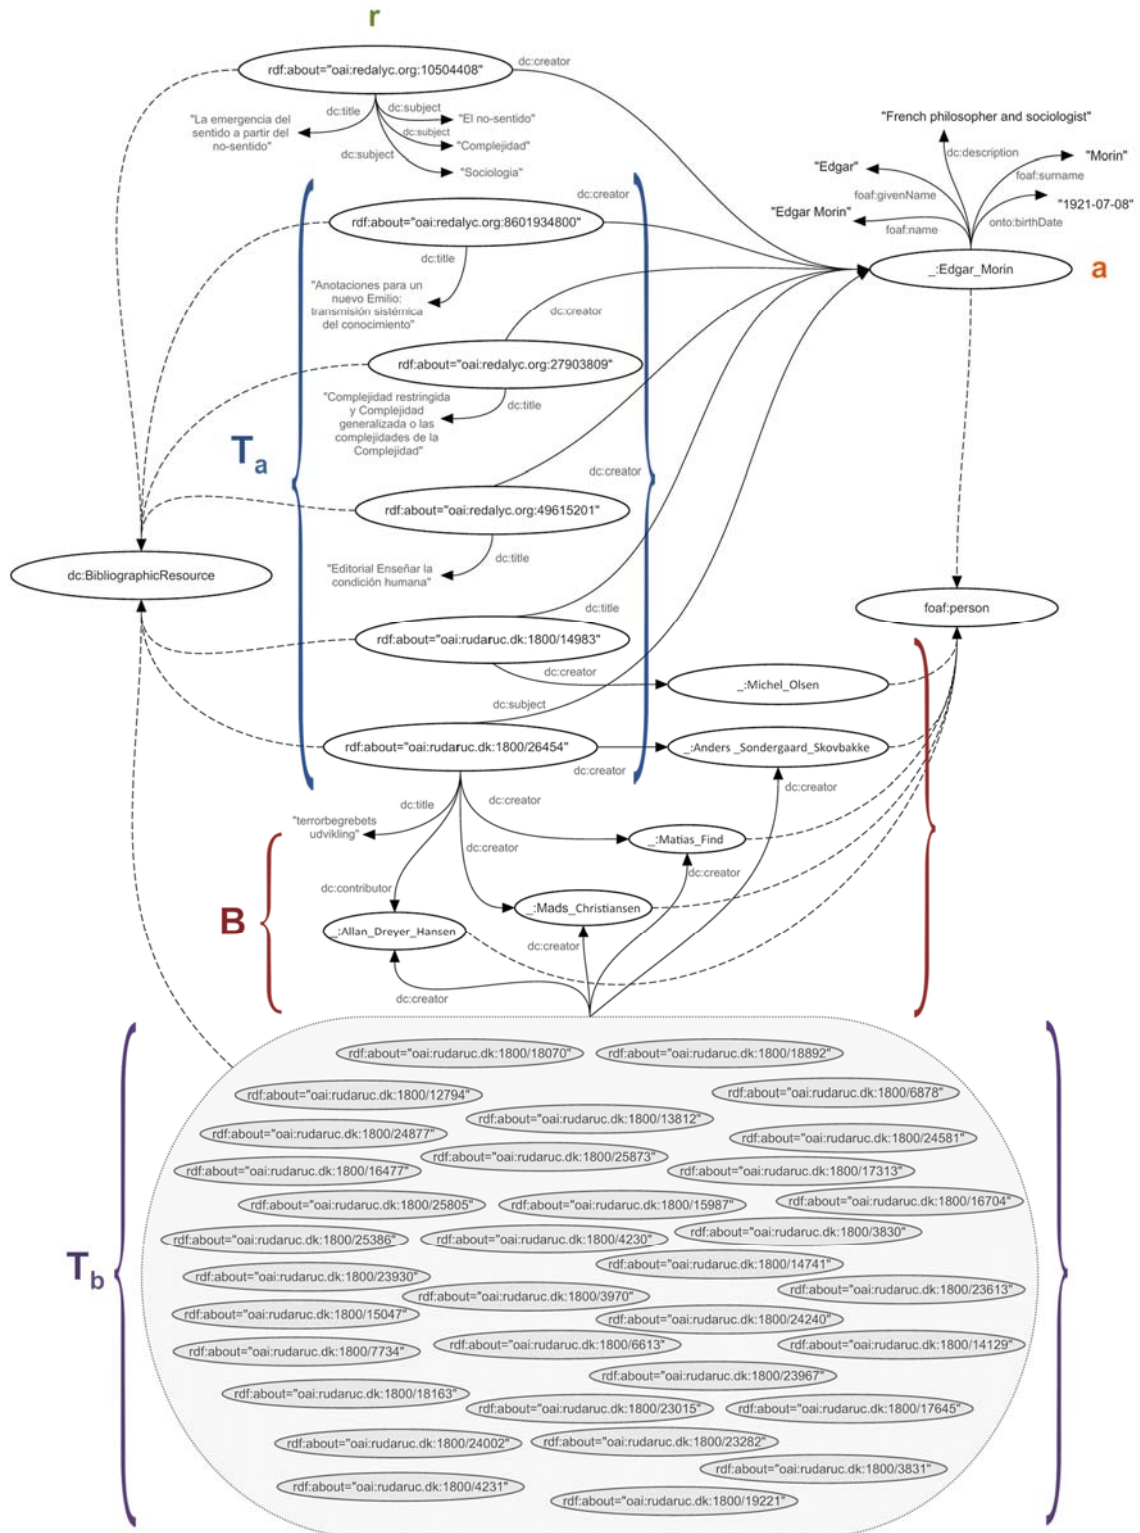 r
rdf:about="oai:redalyc.org:10504408"
dc:creator
dc:title
dc:subject
"La emergencia del
sentido a partir del
no-sentido"
"El no-sentido"
dc:subject
"Complejidad"
dc:subject
"Sociologia"
"French philosopher and sociologist"
dc:description
"Edgar"
"Morin"
foaf:givenName
foaf:surname
"Edgar Morin"
"1921-07-08"
foaf:name
onto:birthDate
_:Edgar_Morin
a
dc:creator
rdf:about="oai:redalyc.org:8601934800"
dc:title
"Anotaciones para un
nuevo Emilio:
transmisión sistémica
del conocimiento"
dc:creator
rdf:about="oai:redalyc.org:27903809"
dc:title
"Complejidad restringida
y Complejidad
generalizada o las
complejidades de la
Complejidad"
Ta
dc:creator
rdf:about="oai:redalyc.org:49615201"
dc:title
"Editorial Enseñar la
condición humana"
dc:BibliographicResource
foaf:person
dc:title
rdf:about="oai:rudaruc.dk:1800/14983"
dc:creator
_:Michel_Olsen
dc:subject
rdf:about="oai:rudaruc.dk:1800/26454"
_:Anders _Sondergaard_Skovbakke
dc:creator
dc:creator
dc:title
dc:creator
"terrorbegrebets
udvikling"
_:Matias_Find
dc:creator
dc:creator
dc:contributor
B
_:Mads_Christiansen
_:Allan_Dreyer_Hansen
dc:creator
dc:creator
Tb
rdf:about="oai:rudaruc.dk:1800/18070"
rdf:about="oai:rudaruc.dk:1800/18892"
rdf:about="oai:rudaruc.dk:1800/12794"
rdf:about="oai:rudaruc.dk:1800/6878"
rdf:about="oai:rudaruc.dk:1800/13812"
rdf:about="oai:rudaruc.dk:1800/24877"
rdf:about="oai:rudaruc.dk:1800/24581"
rdf:about="oai:rudaruc.dk:1800/25873"
rdf:about="oai:rudaruc.dk:1800/16477"
rdf:about="oai:rudaruc.dk:1800/17313"
rdf:about="oai:rudaruc.dk:1800/25805"
rdf:about="oai:rudaruc.dk:1800/15987"
rdf:about="oai:rudaruc.dk:1800/16704"
rdf:about="oai:rudaruc.dk:1800/25386"
rdf:about="oai:rudaruc.dk:1800/4230"
rdf:about="oai:rudaruc.dk:1800/3830"
rdf:about="oai:rudaruc.dk:1800/14741"
rdf:about="oai:rudaruc.dk:1800/23930"
rdf:about="oai:rudaruc.dk:1800/3970"
rdf:about="oai:rudaruc.dk:1800/23613"
rdf:about="oai:rudaruc.dk:1800/15047"
rdf:about="oai:rudaruc.dk:1800/24240"
rdf:about="oai:rudaruc.dk:1800/7734"
rdf:about="oai:rudaruc.dk:1800/6613"
rdf:about="oai:rudaruc.dk:1800/14129"
rdf:about="oai:rudaruc.dk:1800/23967"
rdf:about="oai:rudaruc.dk:1800/18163"
rdf:about="oai:rudaruc.dk:1800/23015"
rdf:about="oai:rudaruc.dk:1800/17645"
rdf:about="oai:rudaruc.dk:1800/24002"
rdf:about="oai:rudaruc.dk:1800/23282"
rdf:about="oai:rudaruc.dk:1800/3831"
rdf:about="oai:rudaruc.dk:1800/4231"
rdf:about="oai:rudaruc.dk:1800/19221"